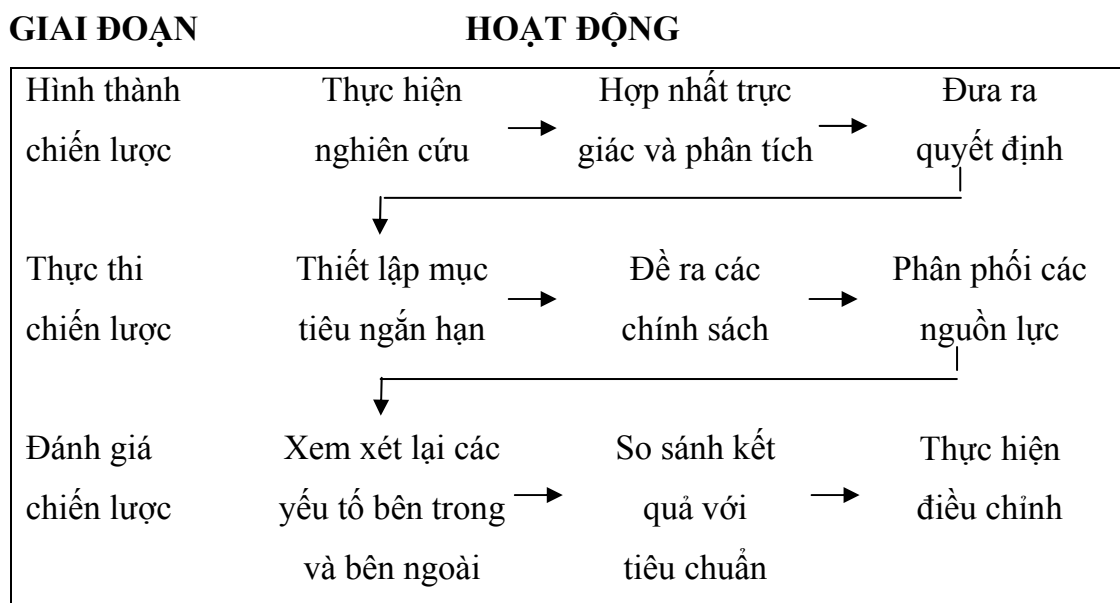 GIAI ĐOẠN HOẠT ĐỘNG
Hình thành Thực hiện Hợp nhất trực Đưa ra
chiến lược nghiên cứu giác và phân tích quyết định
Thực thi Thiết lập mục Đề ra các Phân phối các
chiến lược tiêu ngắn hạn chính sách nguồn lực
Đánh giá Xem xét lại các So sánh kết Thực hiện
chiến lược yếu tố bên trong quả với điều chỉnh
và bên ngoài tiêu chuẩn